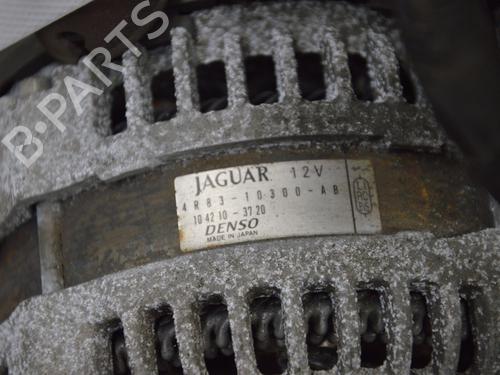 B-PARTS
JAGUAR 12V
4R83-10300-AB
104210-3720
DENSO
MADE IN JAPAN